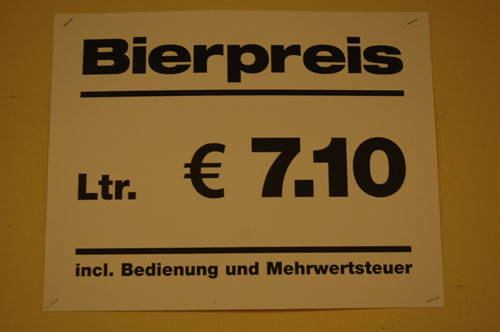 Bierpreis
Ltr. € 7.10
incl. Bedienung und Mehrwertsteuer